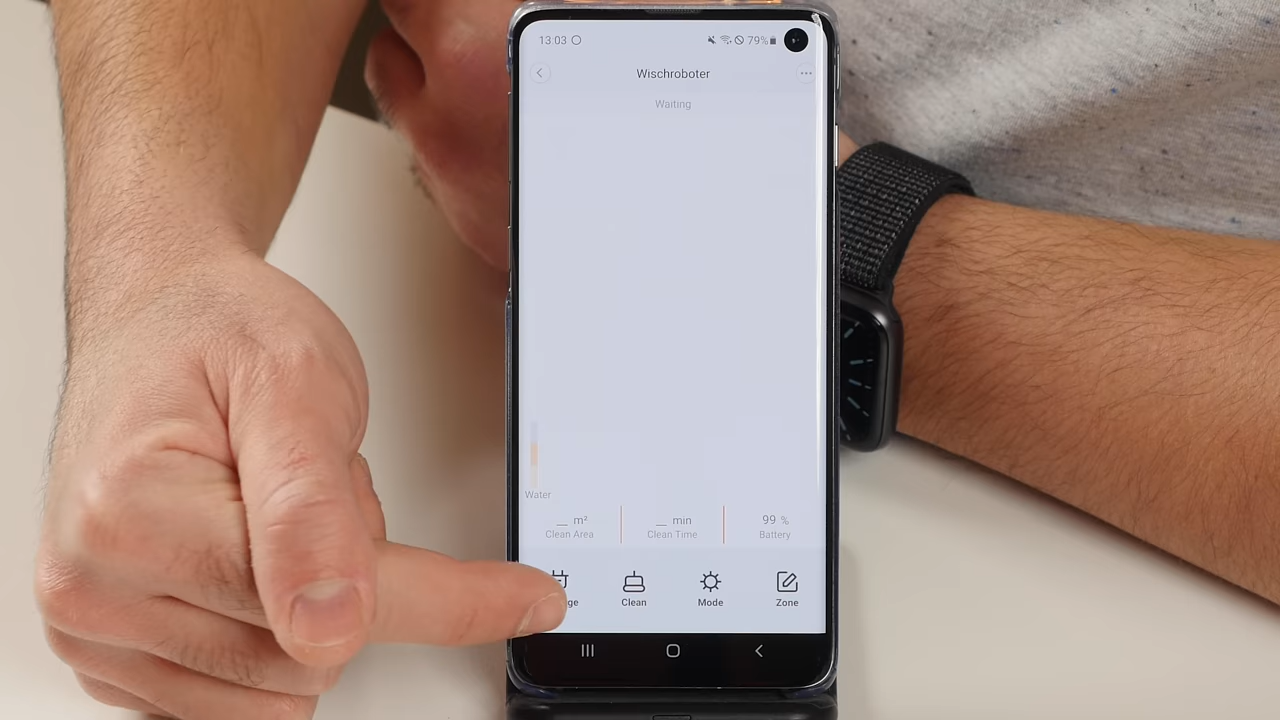 13:03 79%
Wischroboter
Waiting
Water
__ m² __ min 99 %
Clean Area Clean Time Battery
Clean Mode Zone